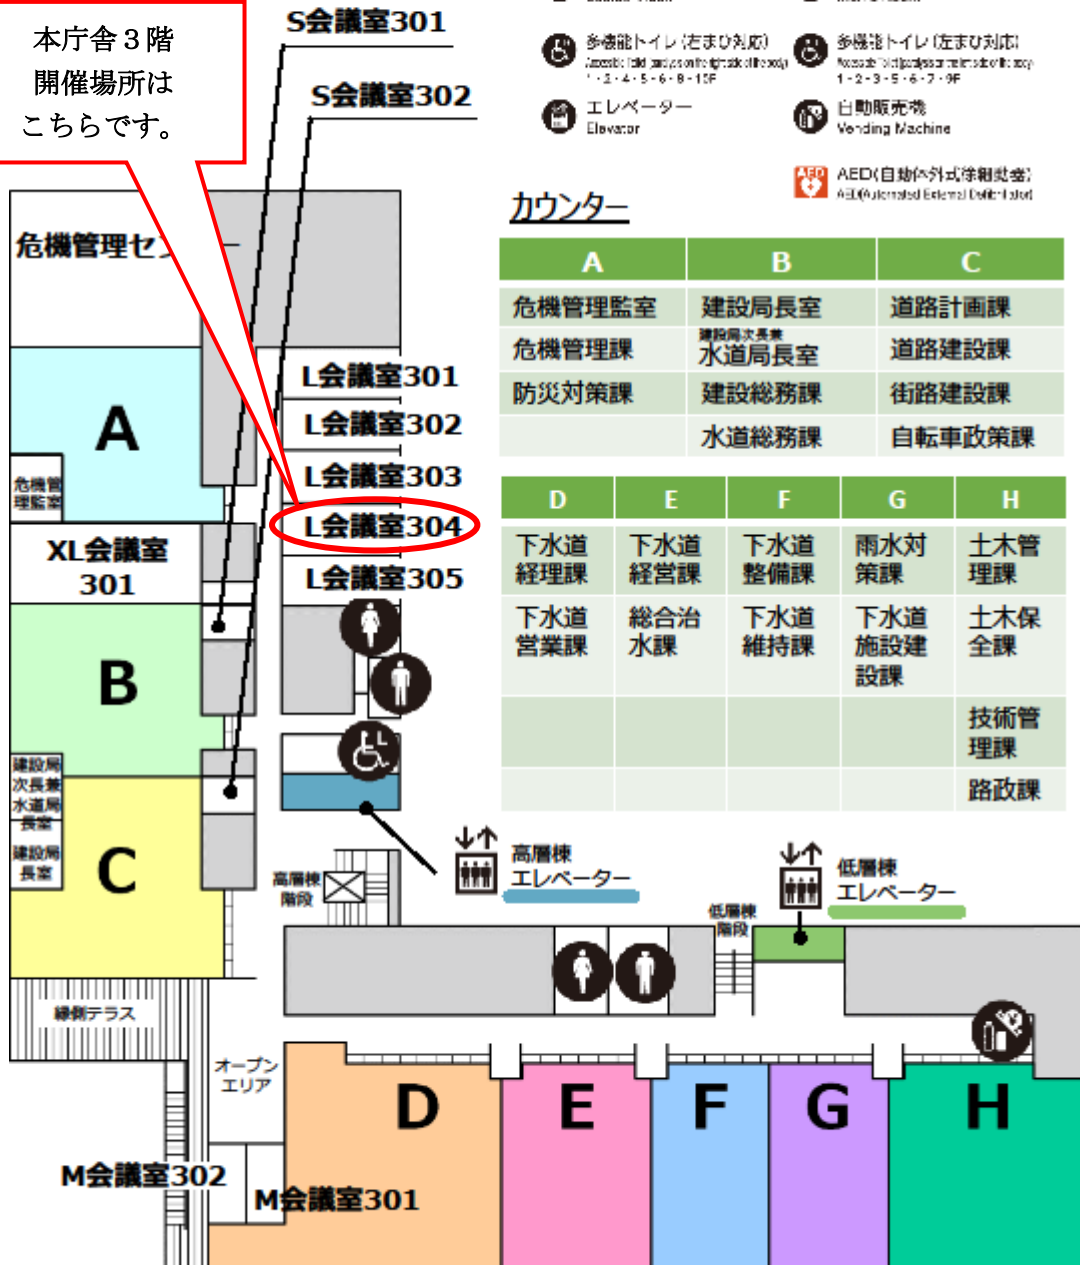 本庁舎３階
開催場所は
こちらです。
S会議室301
S会議室302
多機能トイレ(右まひ対応)
1・2・4・5・6・8・10F
多機能トイレ(左まひ対応)
1・2・3・5・6・7・9F
エレベーター
Elevator
自動販売機
Vending Machine
AED
AED(自動体外式徐細動器)
AED(Automated External Defibrillator)
カウンター
A B C
危機管理監室 建設局長室 道路計画課
危機管理課 建設局次長兼 水道局長室 道路建設課
防災対策課 建設総務課 街路建設課
水道総務課 自転車政策課
D E F G H
下水道経理課 下水道経営課 下水道整備課 雨水対策課 土木管理課
下水道営業課 総合治水課 下水道維持課 下水道施設建設課 土木保全課
技術管理課
路政課
危機管理セ
A
危機管理監室
L会議室301
L会議室302
L会議室303
L会議室304
L会議室305
XL会議室
301
B
建設局
次長兼
水道局
長室
建設局
長室
C
高層棟
階段
高層棟
エレベーター
低層棟
階段
低層棟
エレベーター
縁側テラス
オープン
エリア
M会議室302
M会議室301
D
E
F
G
H